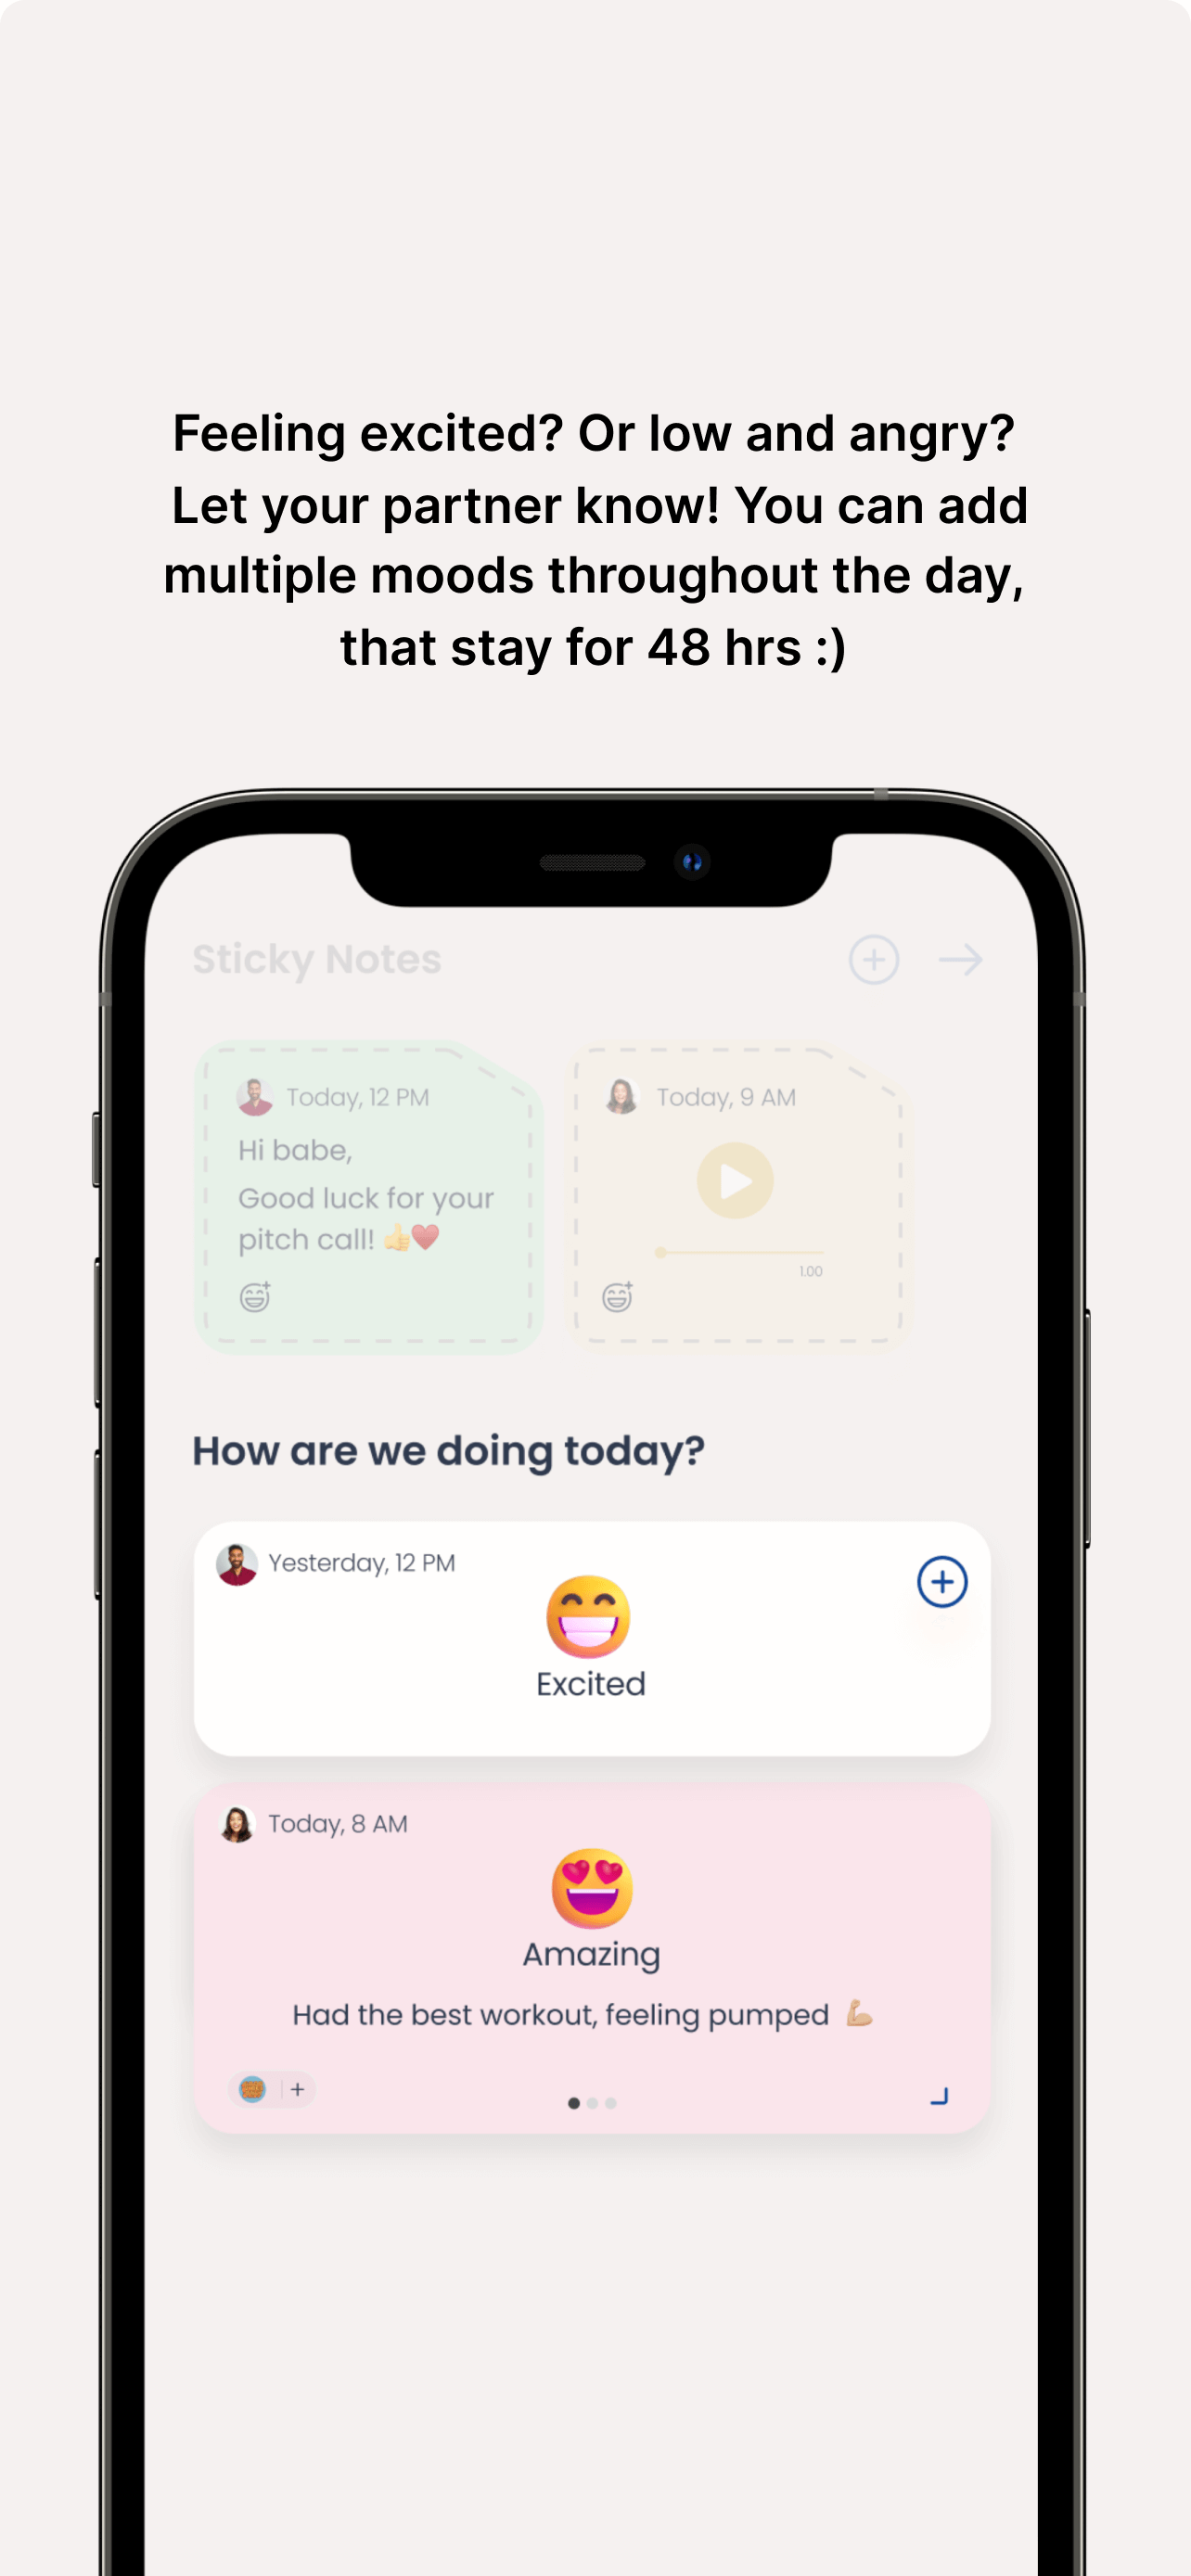 Feeling excited? Or low and angry?
Let your partner know! You can add
multiple moods throughout the day,
that stay for 48 hrs :)
Sticky Notes
Today, 12 PM
Hi babe,
Good luck for your
pitch call! 👍❤️
Today, 9 AM
1.00
How are we doing today?
Yesterday, 12 PM
Excited
Today, 8 AM
Amazing
Had the best workout, feeling pumped 💪🏼